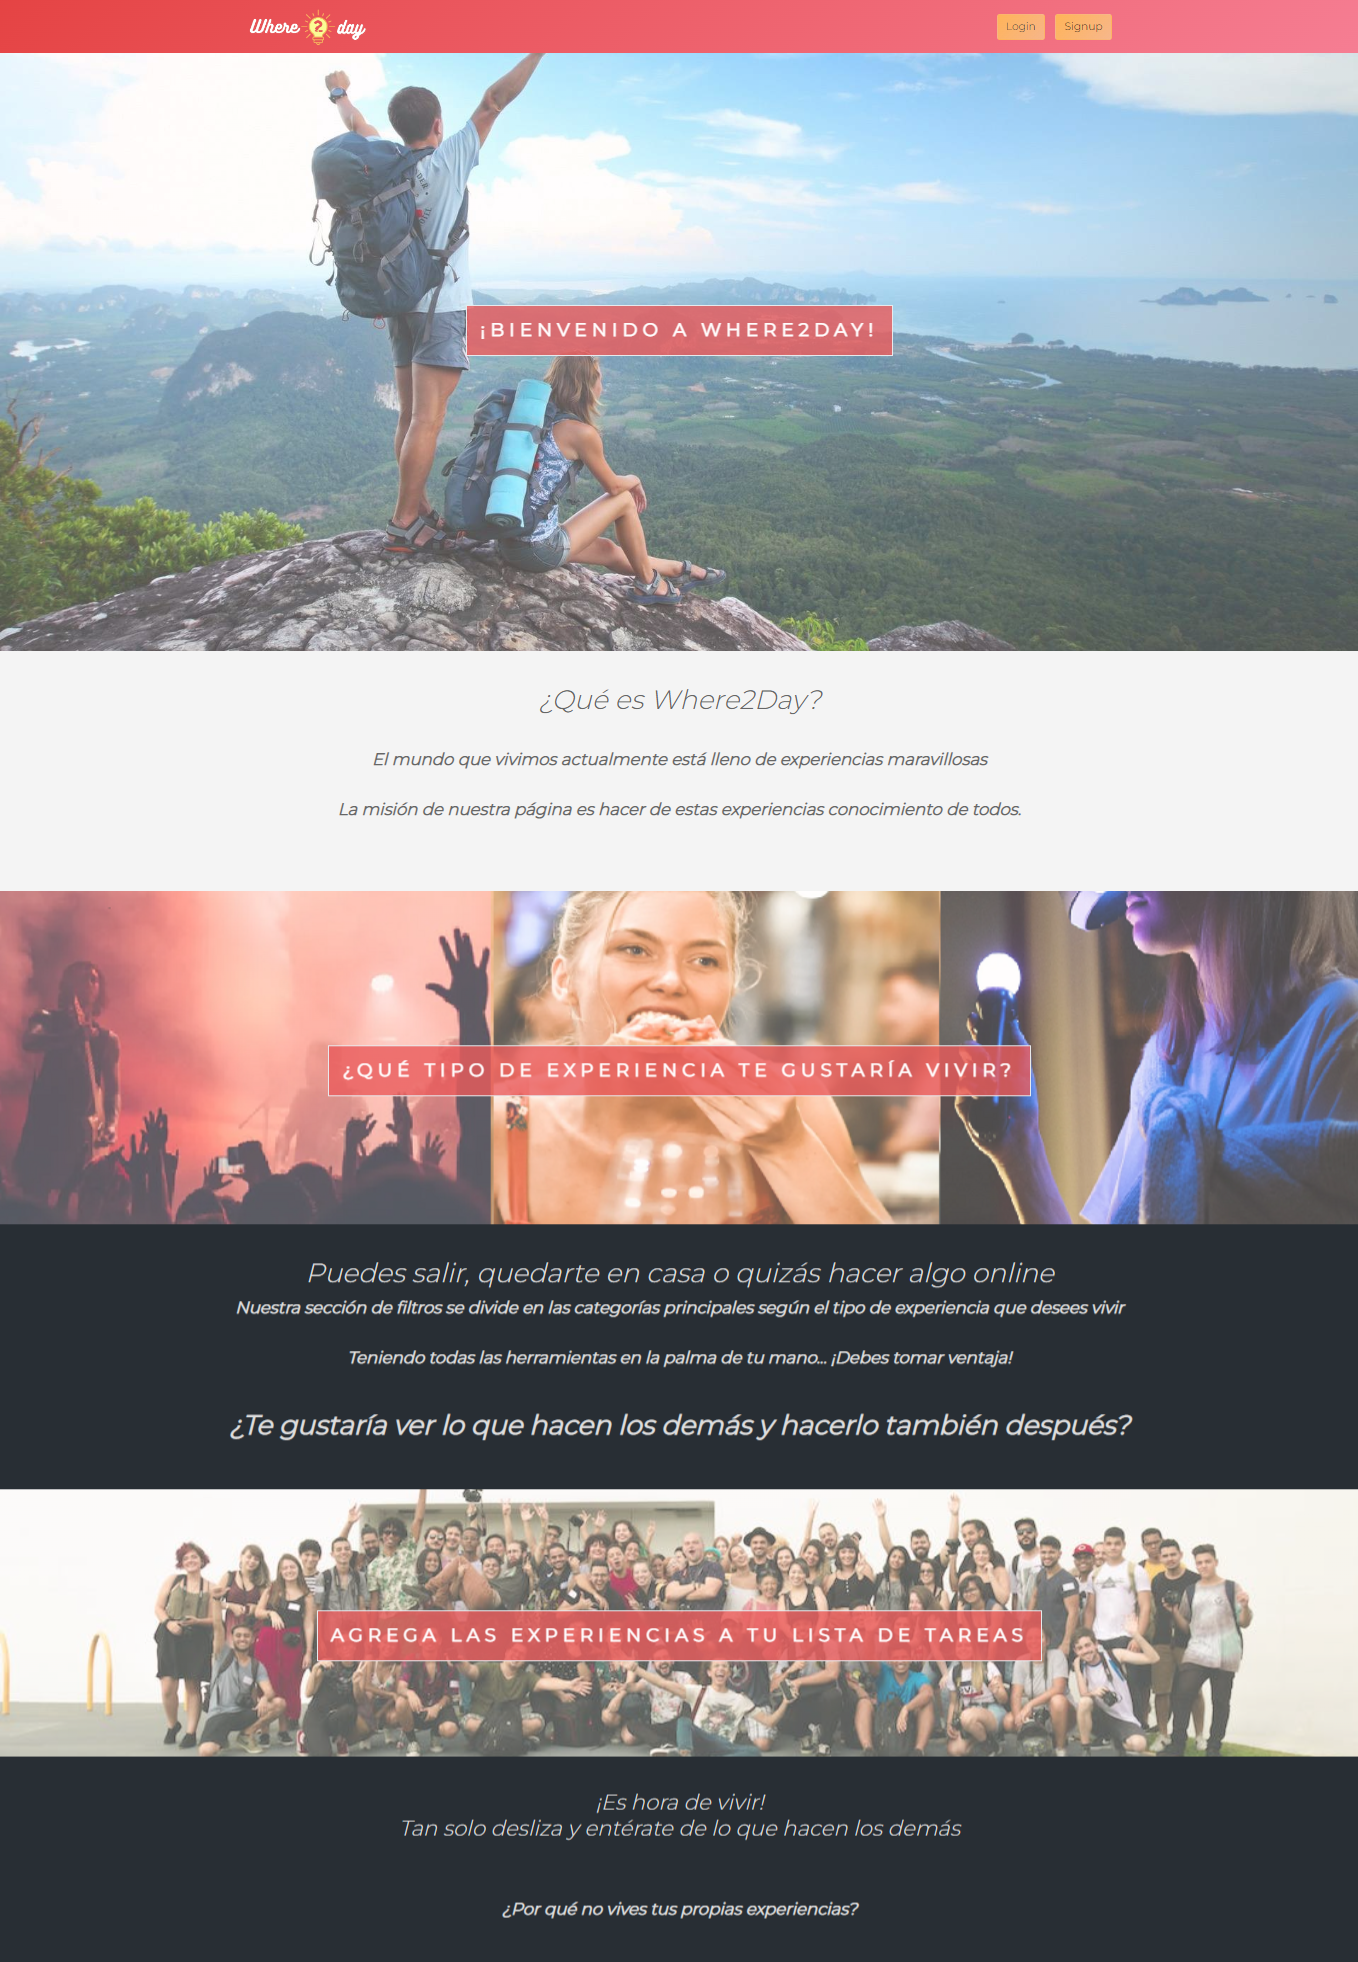 Where 2 day
Login
Signup
¡BIENVENIDO A WHERE2DAY!
¿Qué es Where2Day?
El mundo que vivimos actualmente está lleno de experiencias maravillosas
La misión de nuestra página es hacer de estas experiencias conocimiento de todos.
¿QUÉ TIPO DE EXPERIENCIA TE GUSTARÍA VIVIR?
Puedes salir, quedarte en casa o quizás hacer algo online
Nuestra sección de filtros se divide en las categorías principales según el tipo de experiencia que desees vivir
Teniendo todas las herramientas en la palma de tu mano... ¡Debes tomar ventaja!
¿Te gustaría ver lo que hacen los demás y hacerlo también después?
AGREGA LAS EXPERIENCIAS A TU LISTA DE TAREAS
¡Es hora de vivir!
Tan solo desliza y entérate de lo que hacen los demás
¿Por qué no vives tus propias experiencias?